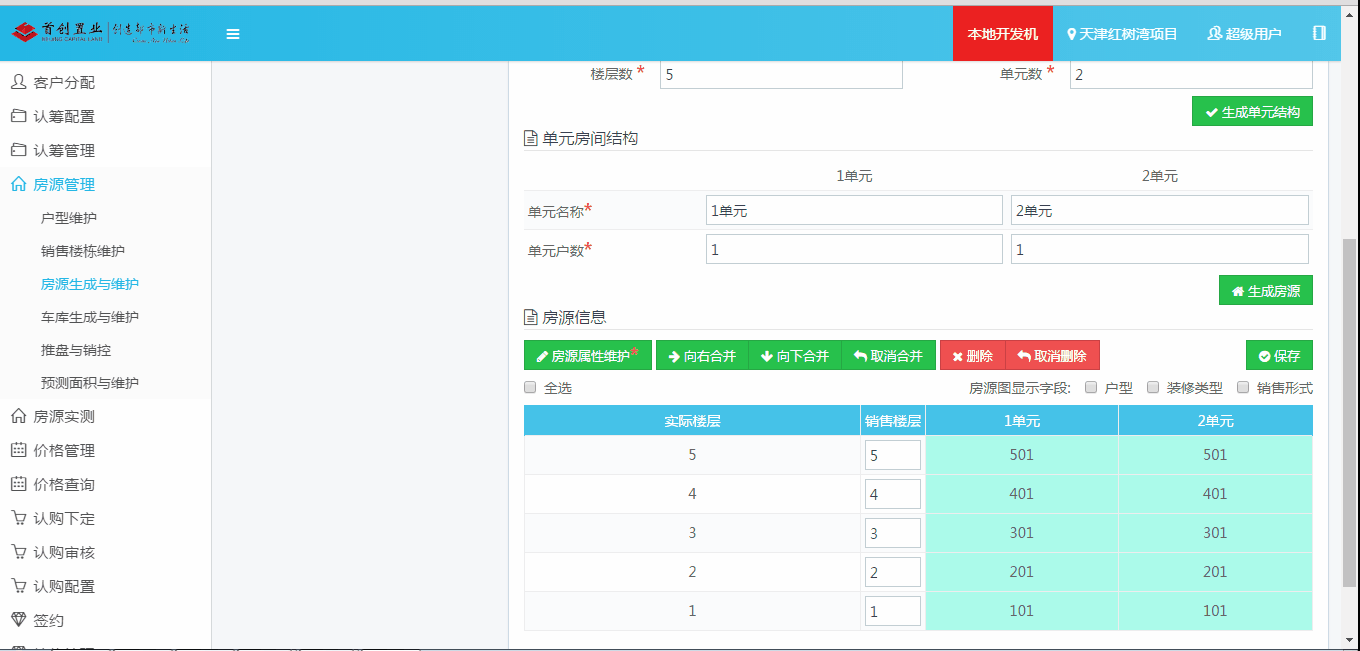 首创置业 创造都市新生活
BEIJING CAPITAL LAND
本地开发机 天津红树湾项目 超级用户
客户分配
认筹配置
认筹管理
房源管理
户型维护
销售楼栋维护
房源生成与维护
车库生成与维护
推盘与销控
预测面积与维护
房源实测
价格管理
价格查询
认购下定
认购审核
认购配置
签约
楼层数* 5 单元数* 2
生成单元结构
单元房间结构
1单元 2单元
单元名称* 1单元 2单元
单元户数* 1 1
生成房源
房源信息
房源属性维护* 向右合并 向下合并 取消合并 删除 取消删除 保存
全选 房源图显示字段: 户型 装修类型 销售形式
实际楼层 销售楼层 1单元 2单元
5 5 501 501
4 4 401 401
3 3 301 301
2 2 201 201
1 1 101 101